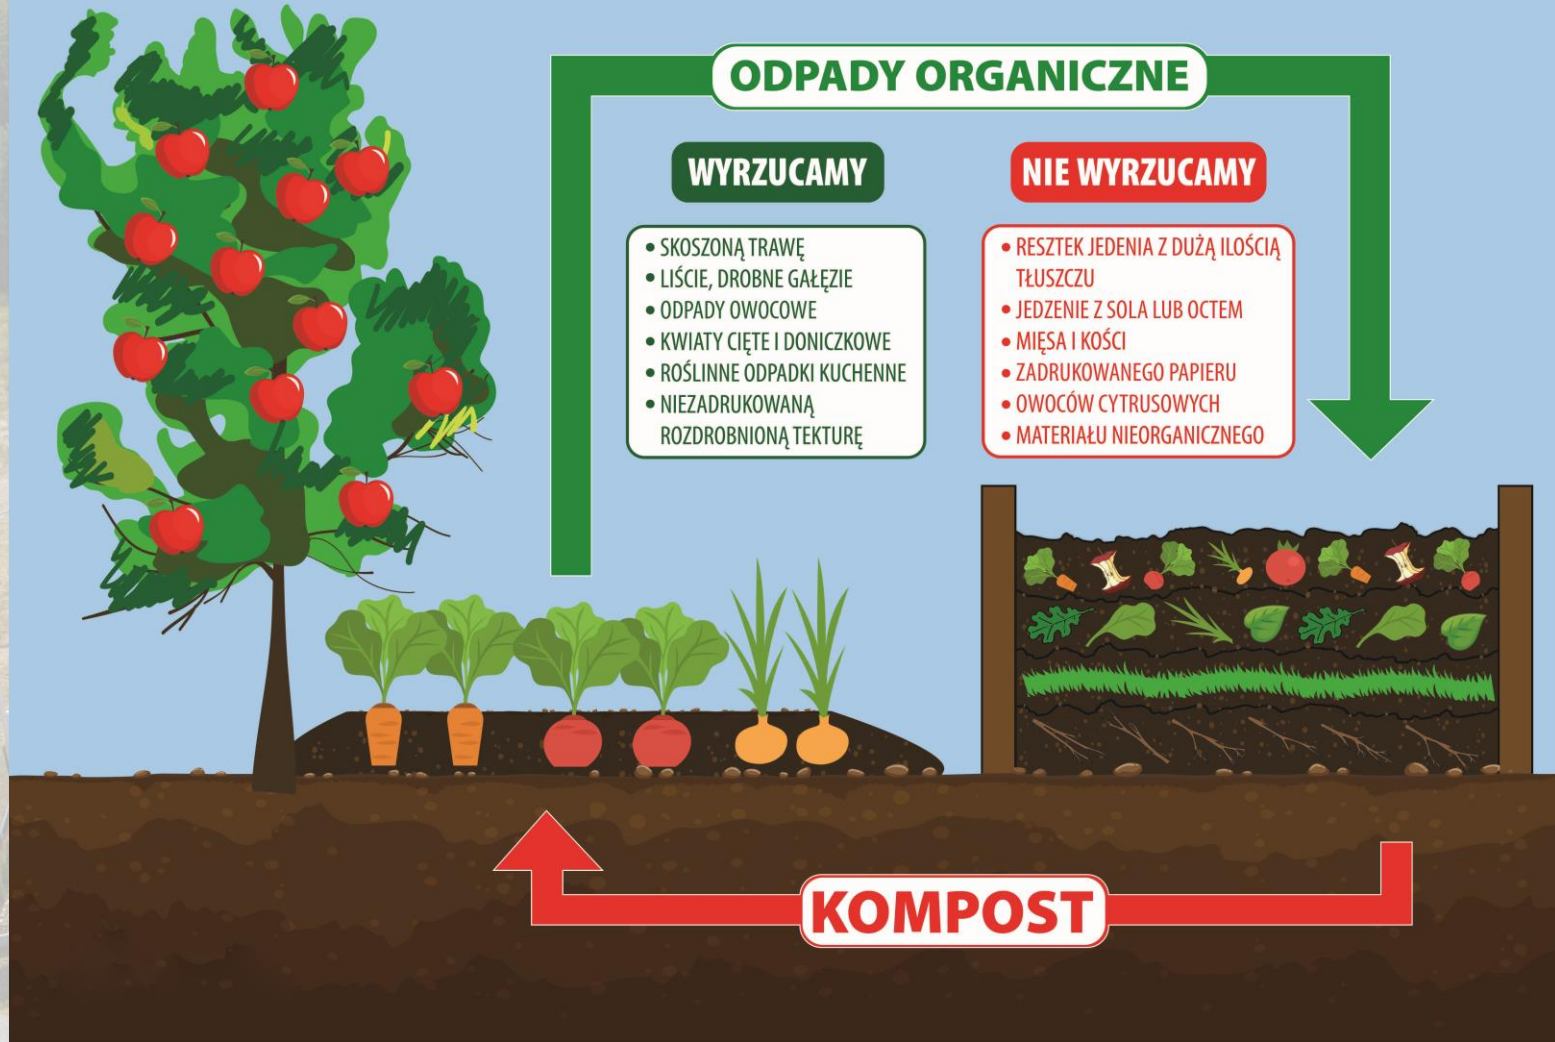 ODPADY ORGANICZNE
WYRZUCAMY
• SKOSZONĄ TRAWĘ
• LIŚCIE, DROBNE GAŁĘZIE
• ODPADY OWOCOWE
• KWIATY CIĘTE I DONICZKOWE
• ROŚLINNE ODPADKI KUCHENNE
• NIEZADRUKOWANĄ
ROZDROBNIONĄ TEKTURĘ
NIE WYRZUCAMY
• RESZTEK JEDENIA Z DUŻĄ ILOŚCIĄ
TŁUSZCZU
• JEDZENIE Z SOLA LUB OCTEM
• MIĘSA I KOŚCI
• ZADRUKOWANEGO PAPIERU
• OWOCÓW CYTRUSOWYCH
• MATERIAŁU NIEORGANICZNEGO
KOMPOST